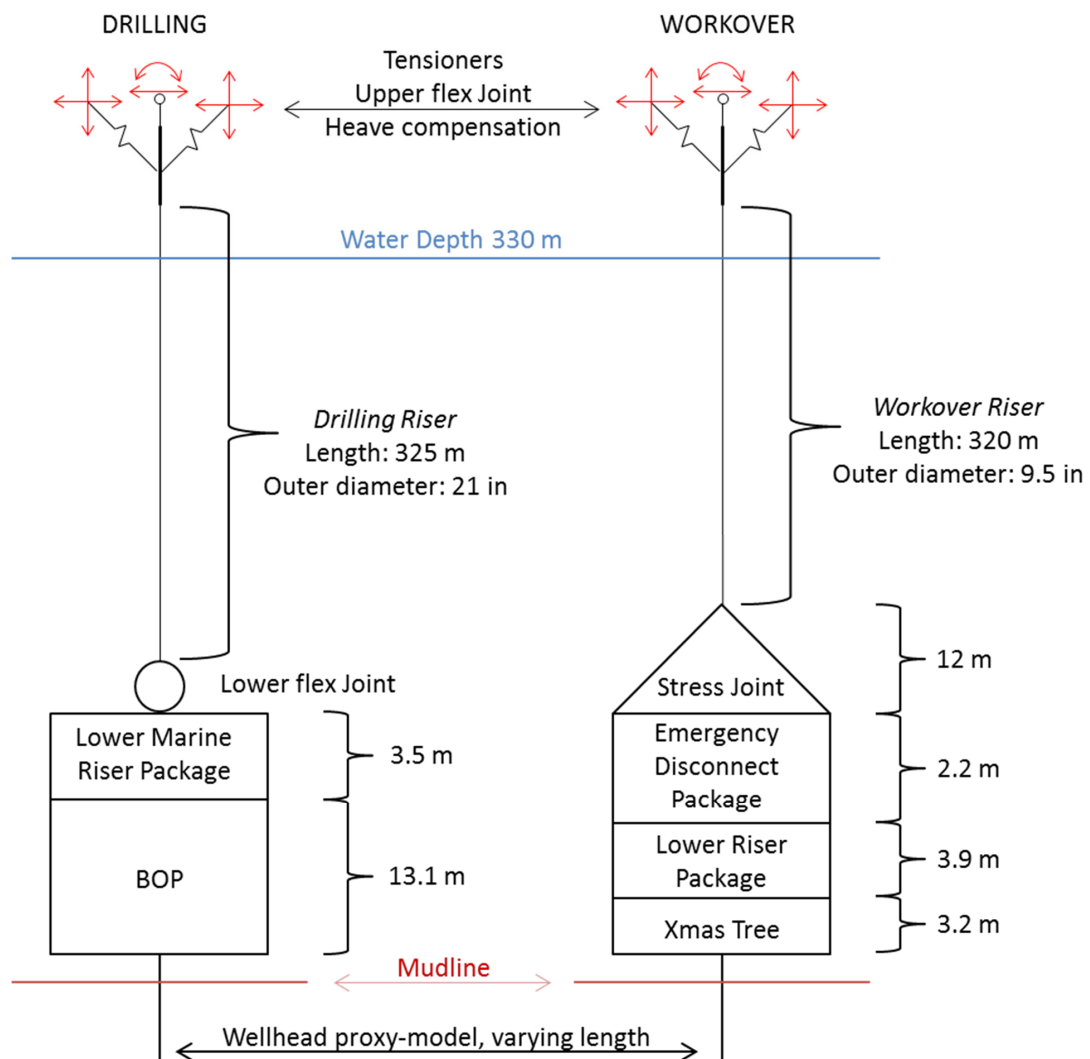 DRILLING
WORKOVER
Tensioners
Upper flex Joint
Heave compensation
Water Depth 330 m
Drilling Riser
Length: 325 m
Outer diameter: 21 in
Workover Riser
Length: 320 m
Outer diameter: 9.5 in
Lower flex Joint
Lower Marine
Riser Package
3.5 m
BOP
13.1 m
Stress Joint
12 m
Emergency
Disconnect
Package
2.2 m
Lower Riser
Package
3.9 m
Xmas Tree
3.2 m
Mudline
Wellhead proxy-model, varying length